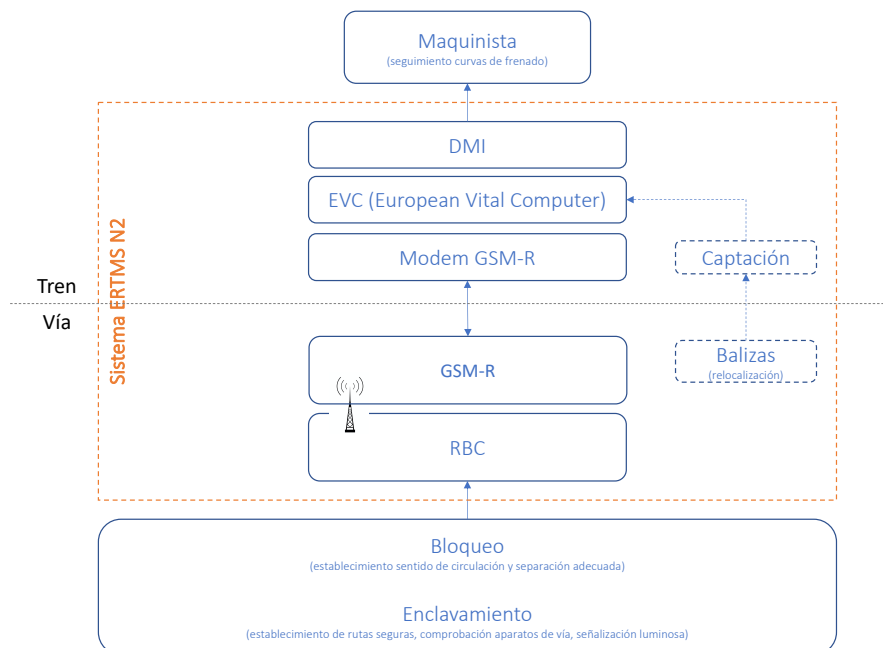 Maquinista
(seguimiento curvas de frenado)
DMI
EVC (European Vital Computer)
Modem GSM-R
Captación
Tren
Vía
Sistema ERTMS N2
GSM-R
Balizas
(relocalización)
RBC
Bloqueo
(establecimiento sentido de circulación y separación adecuada)
Enclavamiento
(establecimiento de rutas seguras, comprobación aparatos de vía, señalización luminosa)